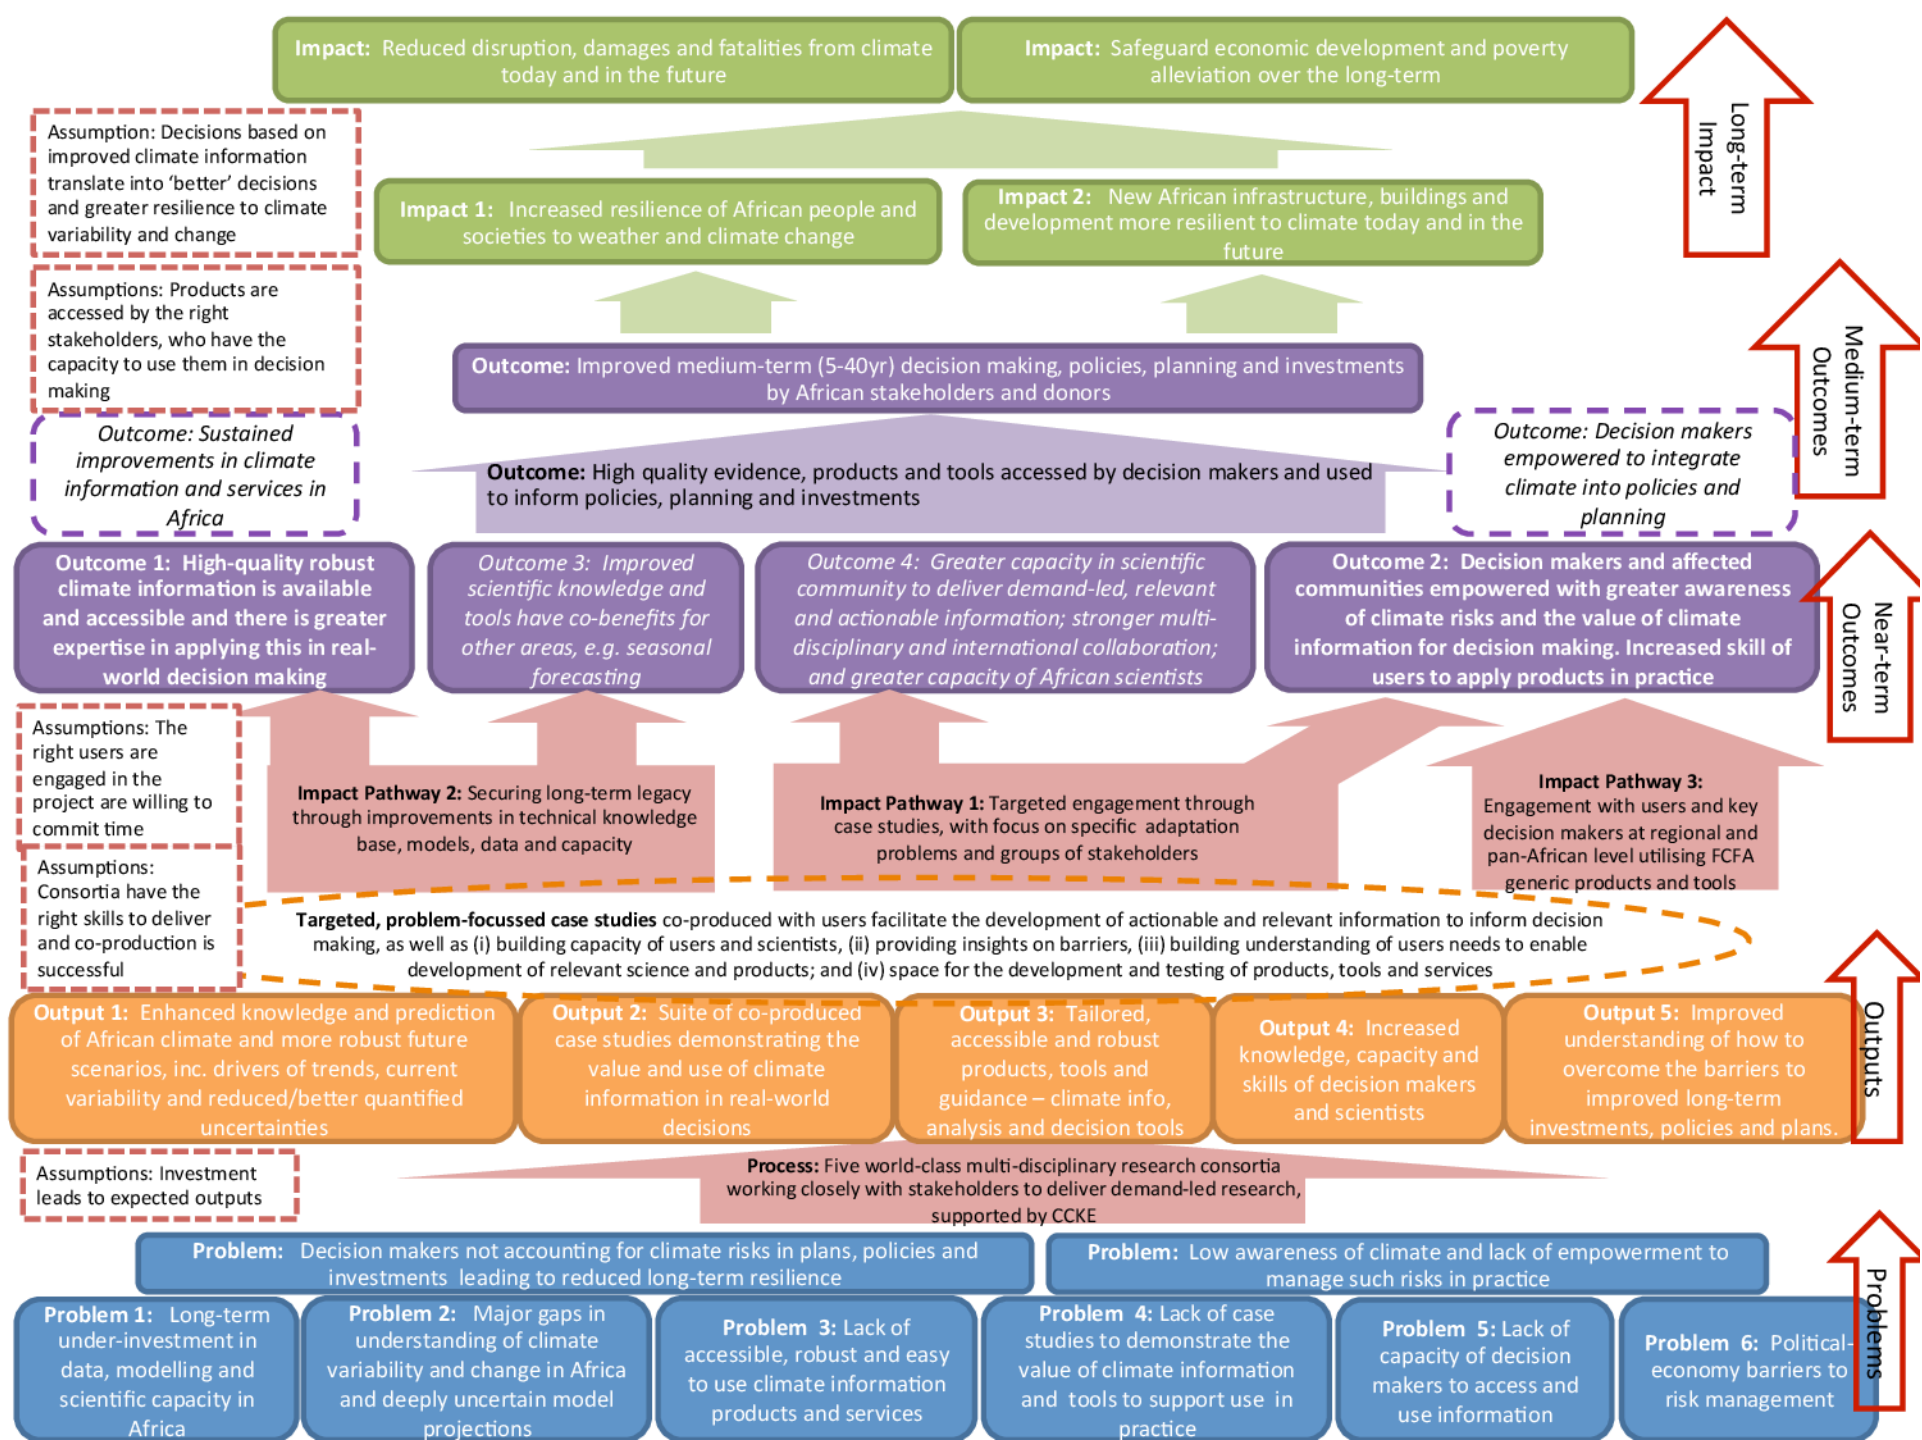 Impact: Reduced disruption, damages and fatalities from climate
today and in the future
Impact: Safeguard economic development and poverty
alleviation over the long-term
Long-term
Impact
Assumption: Decisions based on
improved climate information
translate into ‘better’ decisions
and greater resilience to climate
variability and change
Impact 1: Increased resilience of African people and
societies to weather and climate change
Impact 2: New African infrastructure, buildings and
development more resilient to climate today and in the
future
Assumptions: Products are
accessed by the right
stakeholders, who have the
capacity to use them in decision
making
Outcome: Improved medium-term (5-40yr) decision making, policies, planning and investments
by African stakeholders and donors
Medium-term
Outcomes
Outcome: Sustained
improvements in climate
information and services in
Africa
Outcome: High quality evidence, products and tools accessed by decision makers and used
to inform policies, planning and investments
Outcome: Decision makers
empowered to integrate
climate into policies and
planning
Outcome 1: High-quality robust
climate information is available
and accessible and there is greater
expertise in applying this in real-
world decision making
Outcome 3: Improved
scientific knowledge and
tools have co-benefits for
other areas, e.g. seasonal
forecasting
Outcome 4: Greater capacity in scientific
community to deliver demand-led, relevant
and actionable information; stronger multi-
disciplinary and international collaboration;
and greater capacity of African scientists
Outcome 2: Decision makers and affected
communities empowered with greater awareness
of climate risks and the value of climate
information for decision making. Increased skill of
users to apply products in practice
Near-term
Outcomes
Assumptions: The
right users are
engaged in the
project are willing to
commit time
Impact Pathway 2: Securing long-term legacy
through improvements in technical knowledge
base, models, data and capacity
Impact Pathway 1: Targeted engagement through
case studies, with focus on specific adaptation
problems and groups of stakeholders
Impact Pathway 3:
Engagement with users and key
decision makers at regional and
pan-African level utilising FCFA
generic products and tools
Assumptions:
Consortia have the
right skills to deliver
and co-production is
successful
Targeted, problem-focussed case studies co-produced with users facilitate the development of actionable and relevant information to inform decision
making, as well as (i) building capacity of users and scientists, (ii) providing insights on barriers, (iii) building understanding of users needs to enable
development of relevant science and products; and (iv) space for the development and testing of products, tools and services
Output 1: Enhanced knowledge and prediction
of African climate and more robust future
scenarios, inc. drivers of trends, current
variability and reduced/better quantified
uncertainties
Output 2: Suite of co-produced
case studies demonstrating the
value and use of climate
information in real-world
decisions
Output 3: Tailored,
accessible and robust
products, tools and
guidance – climate info,
analysis and decision tools
Output 4: Increased
knowledge, capacity and
skills of decision makers
and scientists
Output 5: Improved
understanding of how to
overcome the barriers to
improved long-term
investments, policies and plans.
Outputs
Assumptions: Investment
leads to expected outputs
Process: Five world-class multi-disciplinary research consortia
working closely with stakeholders to deliver demand-led research,
supported by CCKE
Problem: Decision makers not accounting for climate risks in plans, policies and
investments leading to reduced long-term resilience
Problem: Low awareness of climate and lack of empowerment to
manage such risks in practice
Problem 1: Long-term
under-investment in
data, modelling and
scientific capacity in
Africa
Problem 2: Major gaps in
understanding of climate
variability and change in Africa
and deeply uncertain model
projections
Problem 3: Lack of
accessible, robust and easy
to use climate information
products and services
Problem 4: Lack of case
studies to demonstrate the
value of climate information
and tools to support use in
practice
Problem 5: Lack of
capacity of decision
makers to access and
use information
Problem 6: Political-
economy barriers to
risk management
Problems